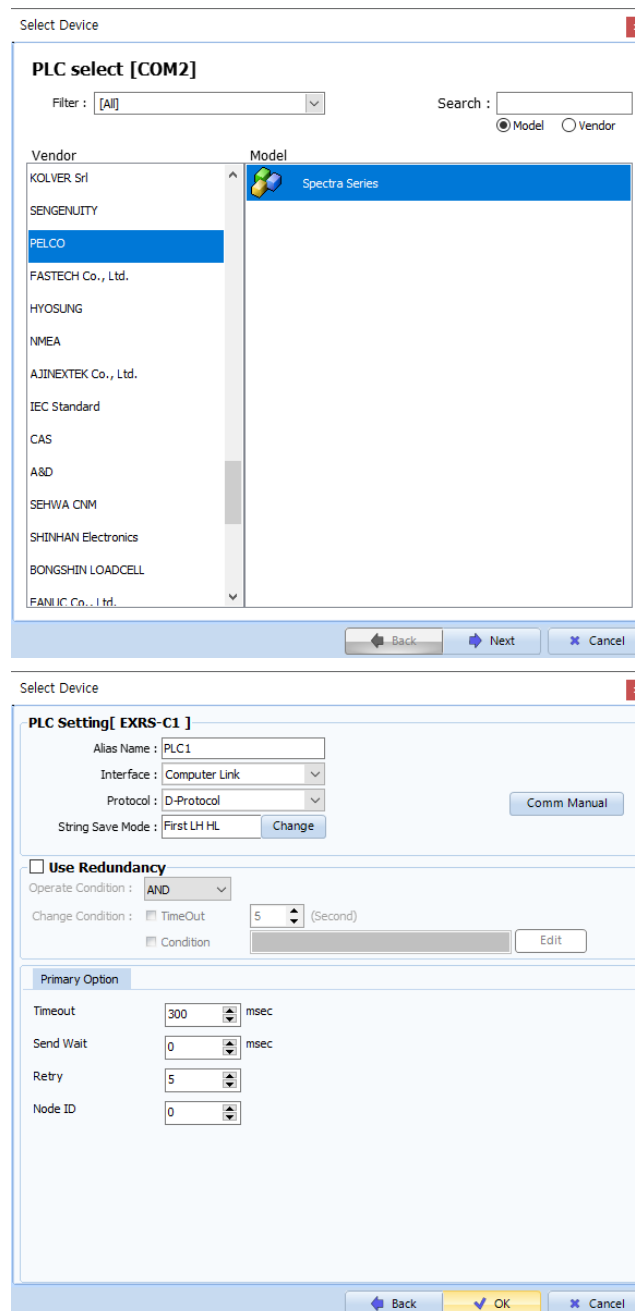 Select Device
PLC select [COM2]
Filter : [All] Search :
Model Vendor
Vendor Model
KOLVER Srl Spectra Series
SENGENUITY
PELCO
FASTECH Co., Ltd.
HYOSUNG
NMEA
AJINEXTEK Co., Ltd.
IEC Standard
CAS
A&D
SEHWA CNM
SHINHAN Electronics
BONGSHIN LOADCELL
FANUC Co., Ltd.
Back Next Cancel
Select Device
PLC Setting[ EXRS-C1 ]
Alias Name : PLC1
Interface : Computer Link
Protocol : D-Protocol Comm Manual
String Save Mode : First LH HL Change
Use Redundancy
Operate Condition : AND
Change Condition : TimeOut 5 (Second)
Condition Edit
Primary Option
Timeout 300 msec
Send Wait 0 msec
Retry 5
Node ID 0
Back OK Cancel